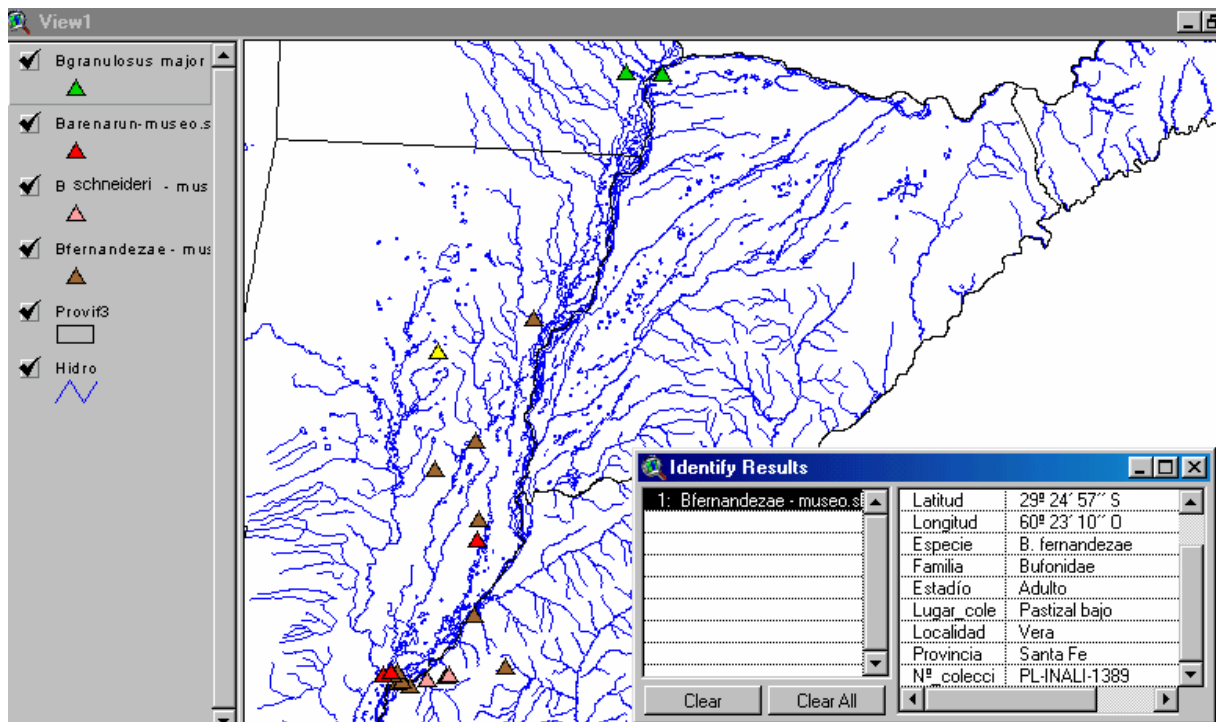 View1
Bgranulosus major
Barenarun-museo.s
B schneideri - mus
Bfernandezae - mus
Provif3
Hidro
Identify Results
1: Bfernandezae - museo.s
Latitud 29º 24´ 57´´ S
Longitud 60º 23´ 10´´ O
Especie B. fernandezae
Familia Bufonidae
Estadío Adulto
Lugar_cole Pastizal bajo
Localidad Vera
Provincia Santa Fe
Nº_colecci PL-INALI-1389
Clear Clear All